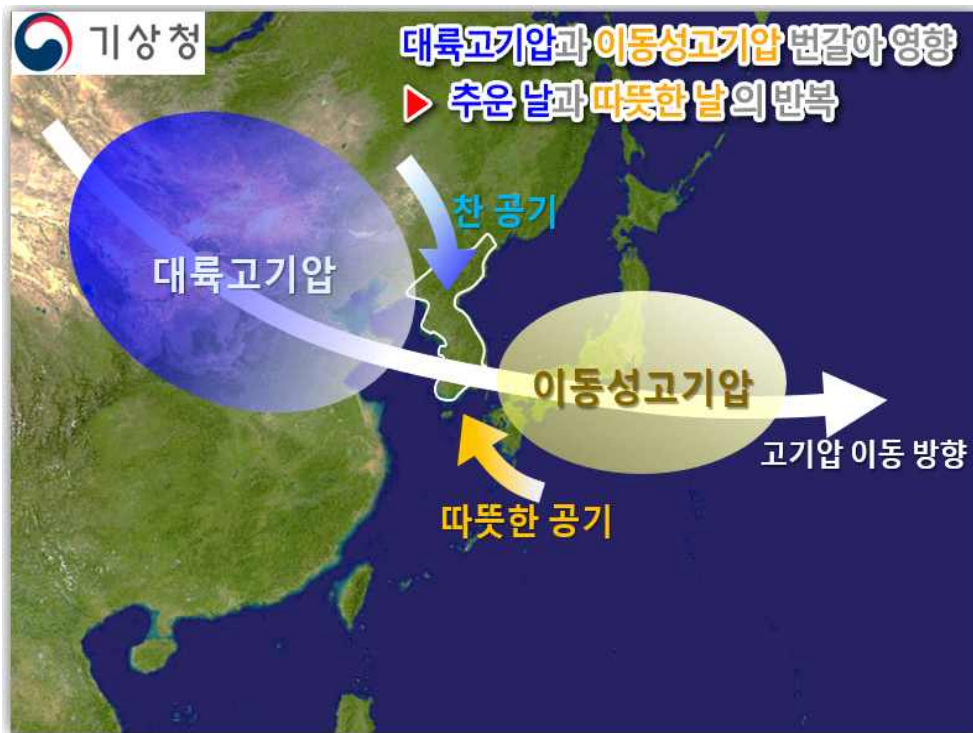 기상청
대륙고기압과 이동성고기압 번갈아 영향
▶ 추운 날과 따뜻한 날의 반복
찬 공기
대륙고기압
이동성고기압
고기압 이동 방향
따뜻한 공기